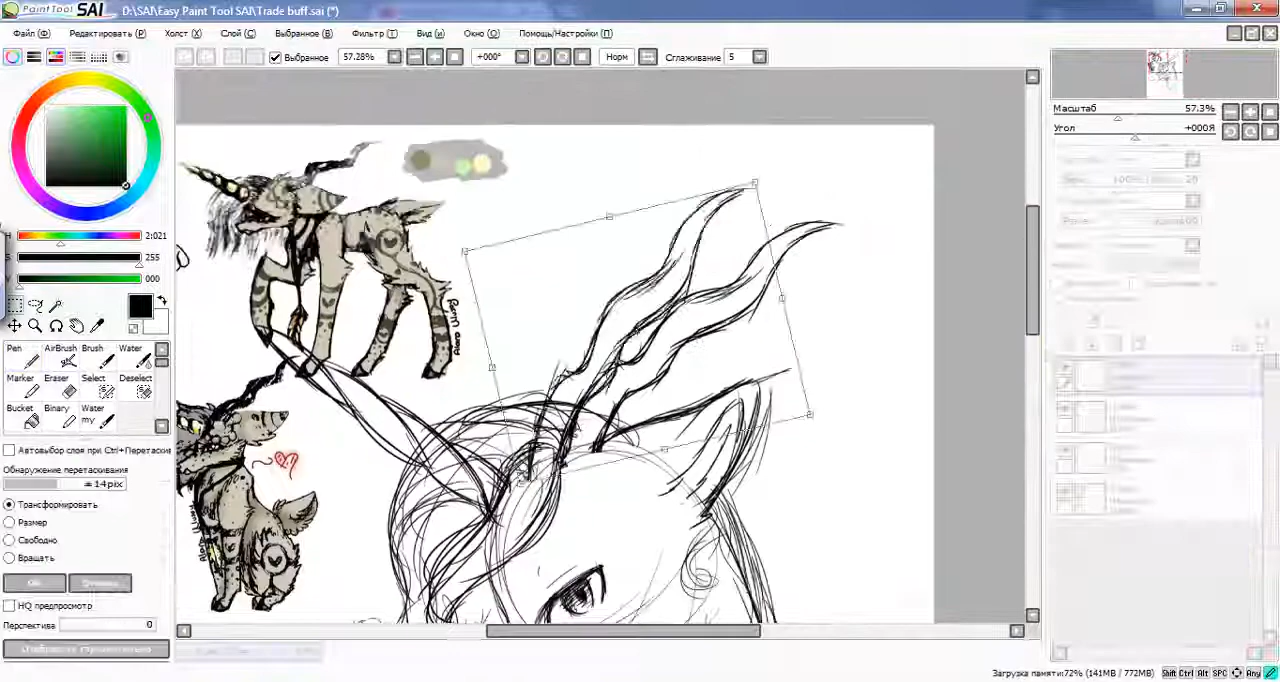 PaintTool SAI D:\SAI\Easy Paint Tool SAI\Trade buff.sai (*)
Файл (Ф) Редактировать (Р) Холст (X) Слой (C) Выбранное (В) Фильтр (T) Вид (и) Окно (O) Помощь/Настройки (П)
Выбранное 57.28% +000° Норм Сглаживание 5
Масштаб 57.3%
Угол +000Я
H 2:021
S 255
V 000
Pen AirBrush Brush Water
Marker Eraser Select Deselect
Bucket Binary Water my
Автовыбор слоя при Ctrl+Перетаски
Обнаружение перетаскивания
14pix
Трансформировать
Размер
Свободно
Вращать
HQ предпросмотр
Перспектива 0
Загрузка памяти:72% (141MB / 772MB) Shift Ctrl Alt SPC Any